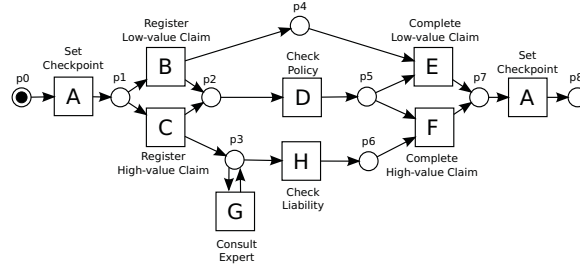 p4
Register
Low-value Claim
Complete
Low-value Claim
Set
Checkpoint
B
Check
Policy
E
Set
Checkpoint
p0
A
p1
p2
D
p5
p7
A
p8
C
F
Register
High-value Claim
p3
H
p6
Complete
High-value Claim
G
Check
Liability
Consult
Expert